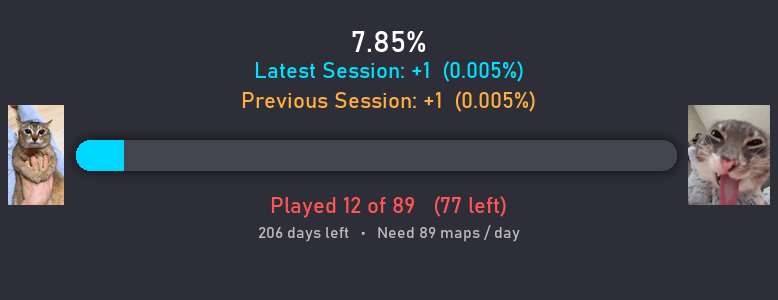 7.85%
Latest Session: +1 (0.005%)
Previous Session: +1 (0.005%)
Played 12 of 89 (77 left)
206 days left • Need 89 maps / day